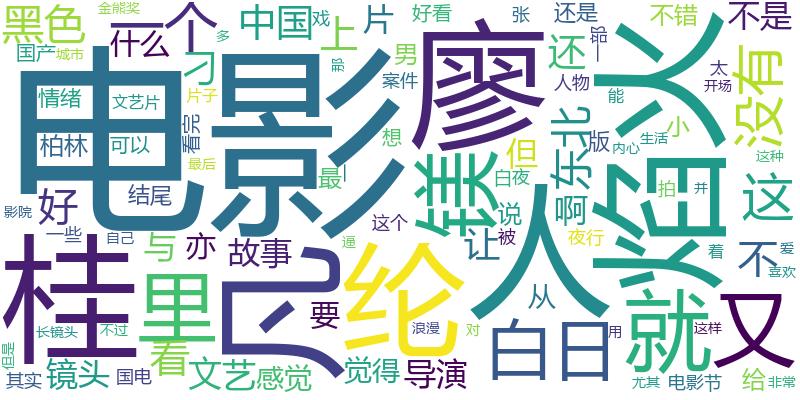 金能奖
一个
中国
戏
片
好看
张
还是
不错
不是
黑色
什么
多
上
男
还
那
一
火
没有
国产
城市
电影
刁
廖
太
开场
情绪
文艺片
片子
案件
人物
能
柏林
可以
看完
想
镁
但
东北
版
小
最后
最
一
白夜
内心
生活
这种
好
结尾
人
焰
拍
并
这
影院
一些
自己
与
亦
故事
这个
说
啊
让
被
夜行
着
不
爱
喜欢
逼
桂
里
凡
要
纶
从
白日
就
又
但是
长镜头
不过
看
浪漫
对
用
这样
其实
镜头
国电
文艺
感觉
觉得
导演
尤其
电影节
给
非常